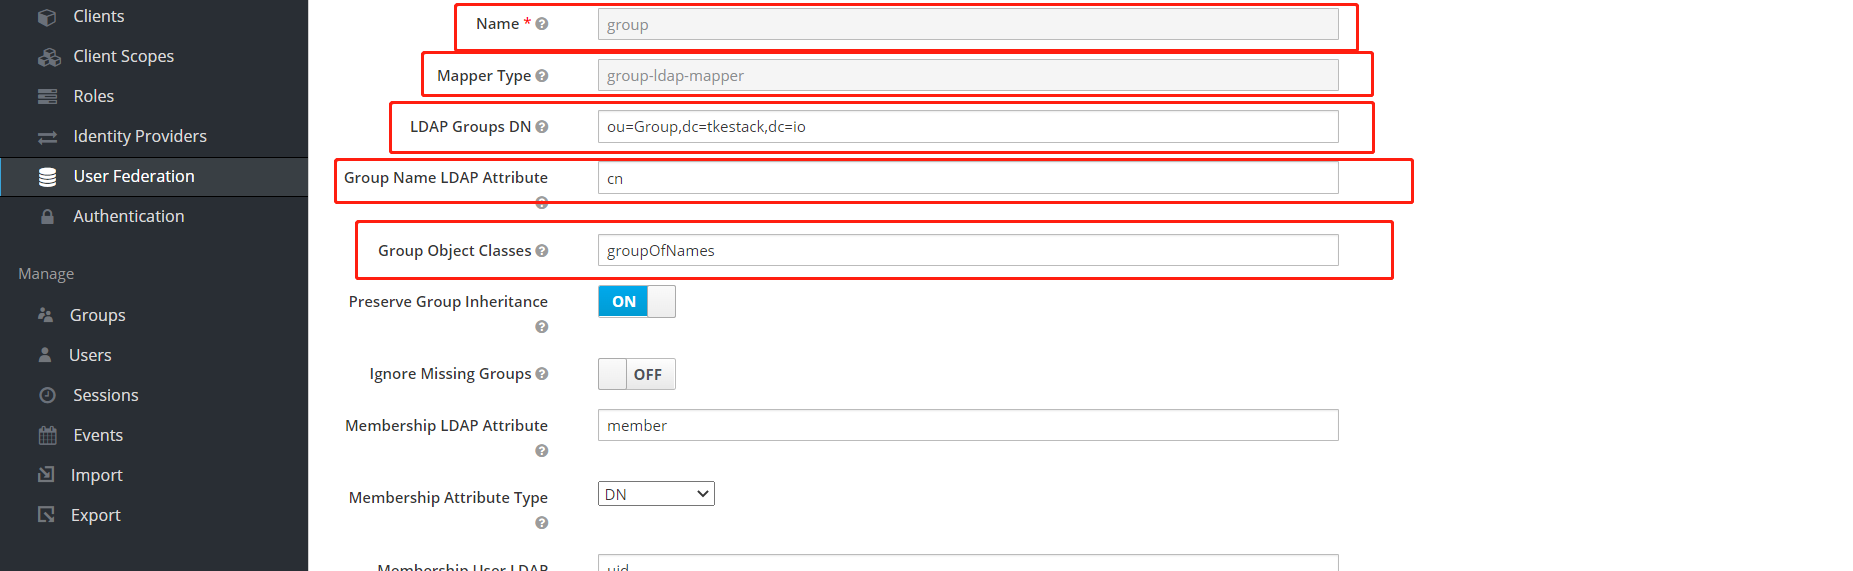 Clients
Client Scopes
Roles
Identity Providers
User Federation
Authentication
Manage
Groups
Users
Sessions
Events
Import
Export
Name * group
Mapper Type group-ldap-mapper
LDAP Groups DN ou=Group,dc=tkestack,dc=io
Group Name LDAP Attribute cn
Group Object Classes groupOfNames
Preserve Group Inheritance ON
Ignore Missing Groups OFF
Membership LDAP Attribute member
Membership Attribute Type DN
Membership User LDAP uid